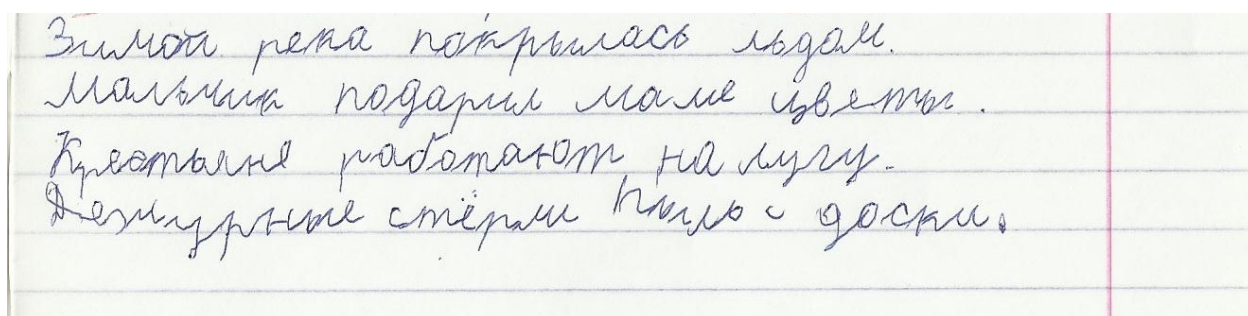 Зимой река покрылась льдом.
Мальчик подарил маме цветы.
Крестьяне работают на лугу.
Дежурные стёрли пыль с доски.